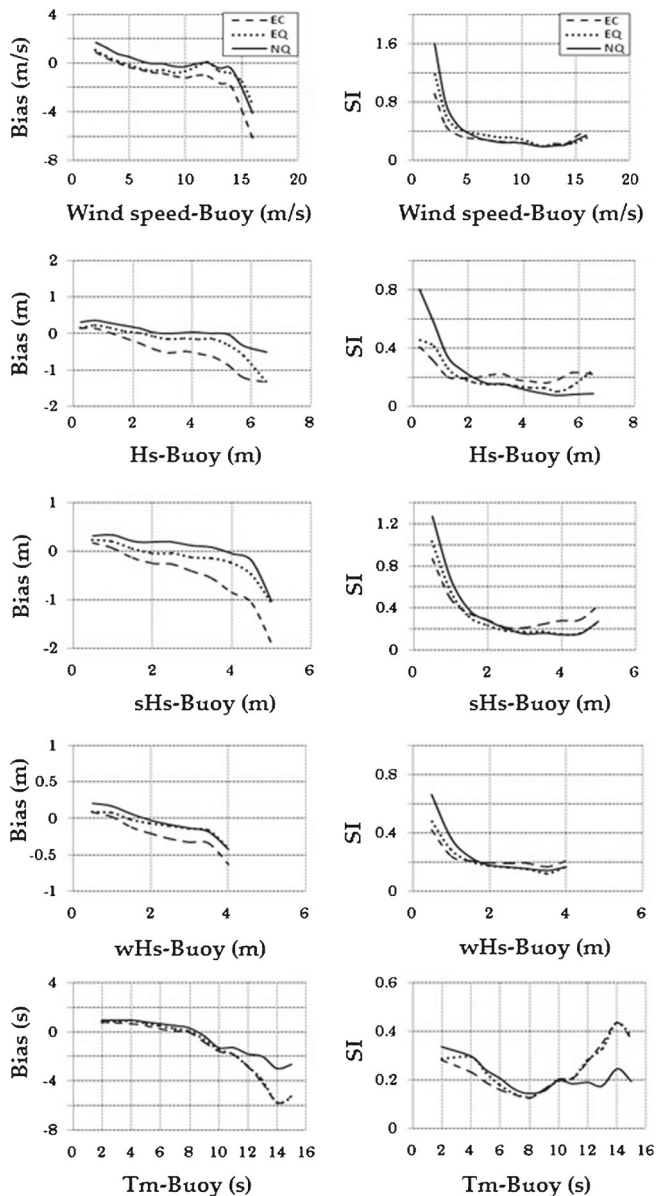 EC
EQ
NQ
4
0
-4
-8
Bias (m/s)
0 5 10 15 20
Wind speed-Buoy (m/s)
EC
EQ
NQ
1.6
0.8
0
SI
0 5 10 15 20
Wind speed-Buoy (m/s)
2
1
0
-1
-2
Bias (m)
0 2 4 6 8
Hs-Buoy (m)
0.8
0.4
0
SI
0 2 4 6 8
Hs-Buoy (m)
1
0
-1
-2
Bias (m)
0 2 4 6
sHs-Buoy (m)
1.2
0.8
0.4
0
SI
0 2 4 6
sHs-Buoy (m)
1
0.5
0
-0.5
-1
Bias (m)
0 2 4 6
wHs-Buoy (m)
0.8
0.4
0
SI
0 2 4 6
wHs-Buoy (m)
4
0
-4
-8
Bias (s)
0 2 4 6 8 10 12 14 16
Tm-Buoy (s)
0.6
0.4
0.2
0
SI
0 2 4 6 8 10 12 14 16
Tm-Buoy (s)